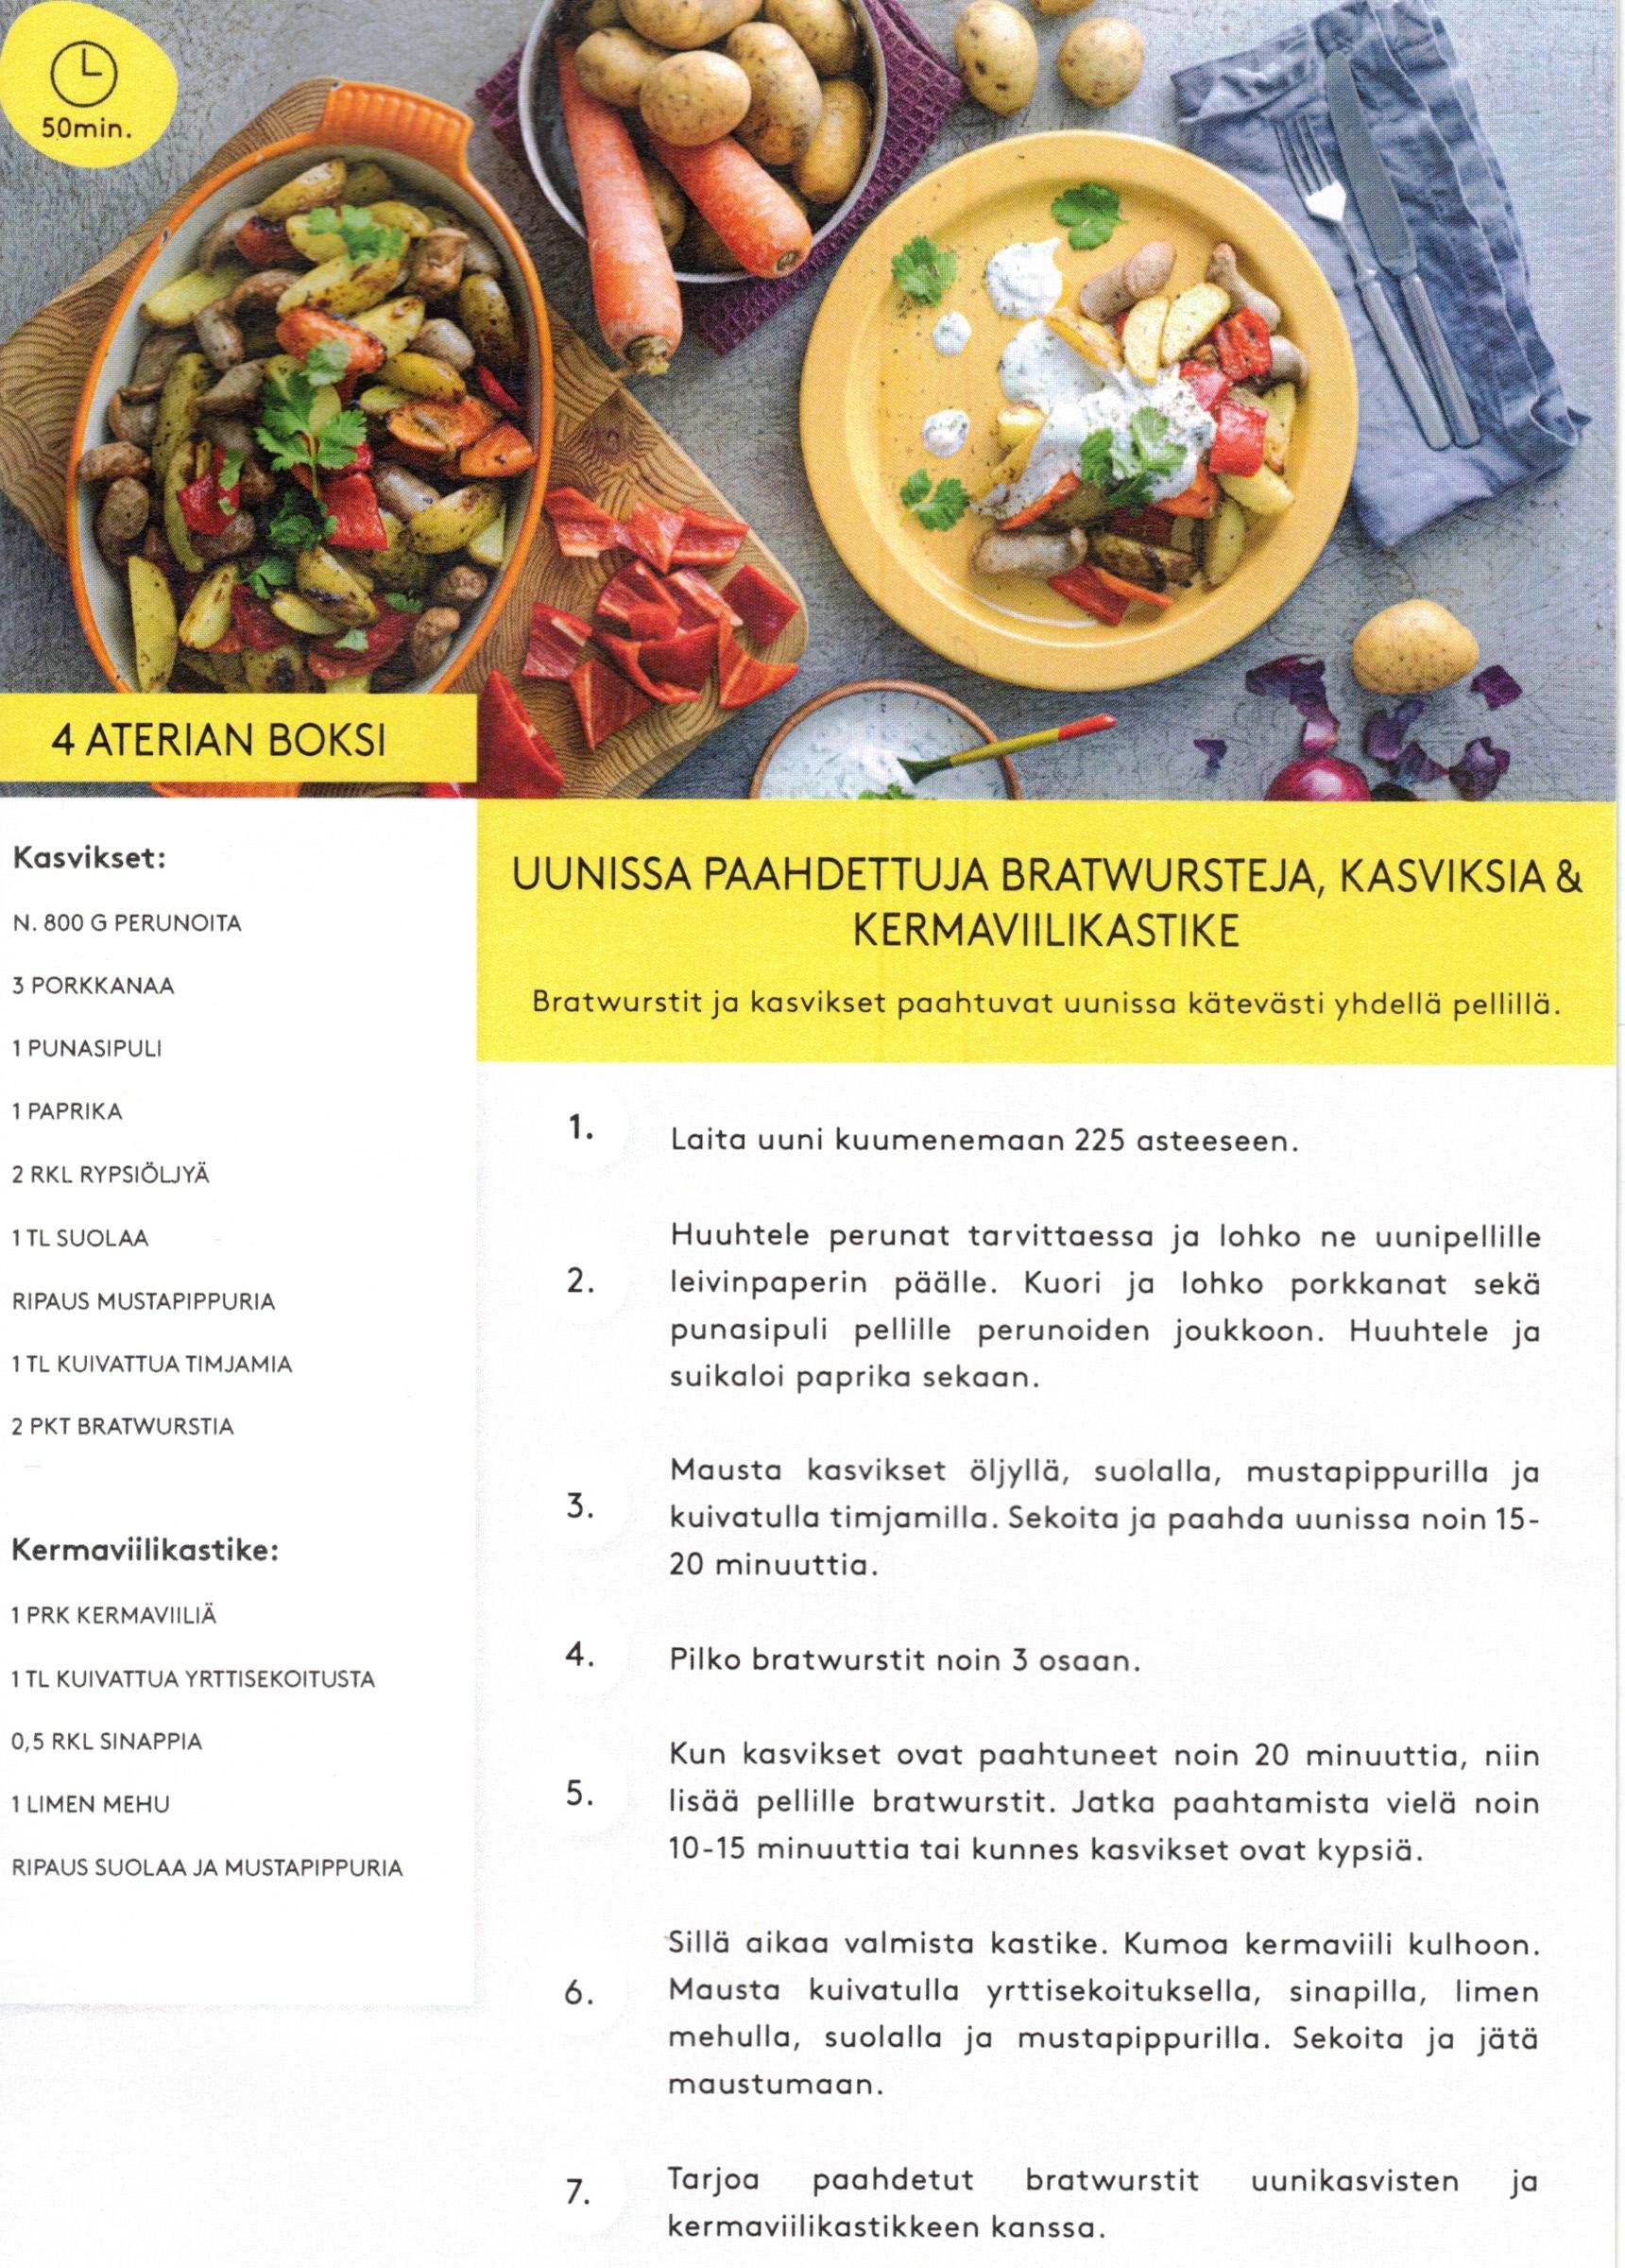 50min.
4 ATERIAN BOKSI
Kasvikset:
N. 800 G PERUNOITA
3 PORKKANAA
1 PUNASIPULI
1 PAPRIKA
2 RKL RYPSIÖLJYÄ
1 TL SUOLAA
RIPAUS MUSTAPIPPURIA
1 TL KUIVATTUA TIMJAMIA
2 PKT BRATWURSTIA
Kermaviilikastike:
1 PRK KERMAVIILIÄ
1 TL KUIVATTUA YRTTISEKOITUSTA
0,5 RKL SINAPPIA
1 LIMEN MEHU
RIPAUS SUOLAA JA MUSTAPIPPURIA
UUNISSA PAAHDETTUJA BRATWURSTEJA, KASVIKSIA &
KERMAVIILIKASTIKE
Bratwurstit ja kasvikset paahtuvat uunissa kätevästi yhdellä pellillä.
1. Laita uuni kuumenemaan 225 asteeseen.
2. Huuhtele perunat tarvittaessa ja lohko ne uunipellille
leivinpaperin päälle. Kuori ja lohko porkkanat sekä
punasipuli pellille perunoiden joukkoon. Huuhtele ja
suikaloi paprika sekaan.
3. Mausta kasvikset öljyllä, suolalla, mustapippurilla ja
kuivatulla timjamilla. Sekoita ja paahda uunissa noin 15-
20 minuuttia.
4. Pilko bratwurstit noin 3 osaan.
5. Kun kasvikset ovat paahtuneet noin 20 minuuttia, niin
lisää pellille bratwurstit. Jatka paahtamista vielä noin
10-15 minuuttia tai kunnes kasvikset ovat kypsiä.
6. Sillä aikaa valmista kastike. Kumoa kermaviili kulhoon.
Mausta kuivatulla yrttisekoituksella, sinapilla, limen
mehulla, suolalla ja mustapippurilla. Sekoita ja jätä
maustumaan.
7. Tarjoa paahdetut bratwurstit uunikasvisten ja
kermaviilikastikkeen kanssa.